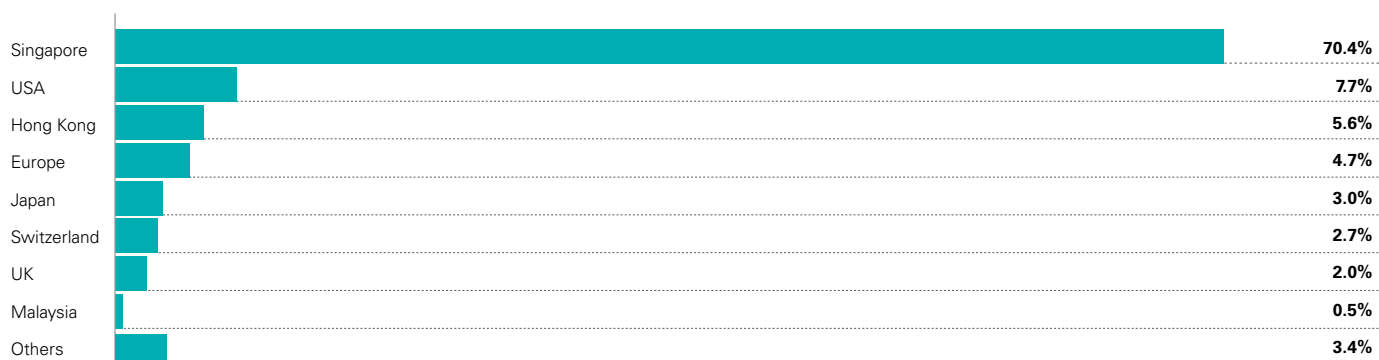 Singapore 70.4%
USA 7.7%
Hong Kong 5.6%
Europe 4.7%
Japan 3.0%
Switzerland 2.7%
UK 2.0%
Malaysia 0.5%
Others 3.4%